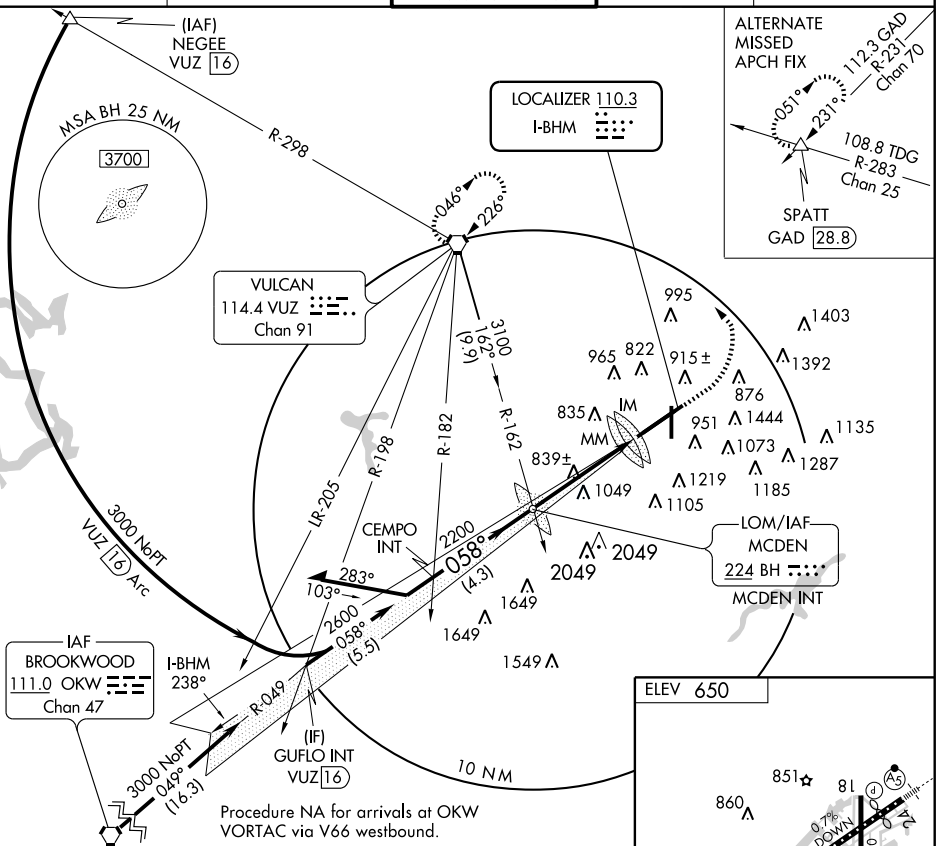 (IAF)
NEGEE
VUZ 16
MSA BH 25 NM
3700
R-298
046°
226°
LOCALIZER 110.3
I-BHM
ALTERNATE
MISSED
APCH FIX
112.3 GAD
R-231
Chan 70
051°
231°
108.8 TDG
R-283
Chan 25
SPATT
GAD 28.8
VULCAN
114.4 VUZ
Chan 91
3100
162°
(9.9)
R-162
R-182
R-198
LR-205
995
1403
1392
965
822
915±
876
835
IM
MM
951
1444
1073
1135
1287
839±
1049
1219
1105
1185
3000 NoPT
VUZ 16 Arc
CEMPO
INT
2200
058°
(4.3)
2049
2049
LOM/IAF
MCDEN
224 BH
MCDEN INT
283°
103°
2600
058°
(5.5)
1649
1649
1549
IAF
BROOKWOOD
111.0 OKW
Chan 47
I-BHM
238°
R-049
3000 NoPT
049°
(16.3)
(IF)
GUFLO INT
VUZ 16
10 NM
Procedure NA for arrivals at OKW
VORTAC via V66 westbound.
ELEV 650
851
860
18
A5
d
24
0.7%
DOWN